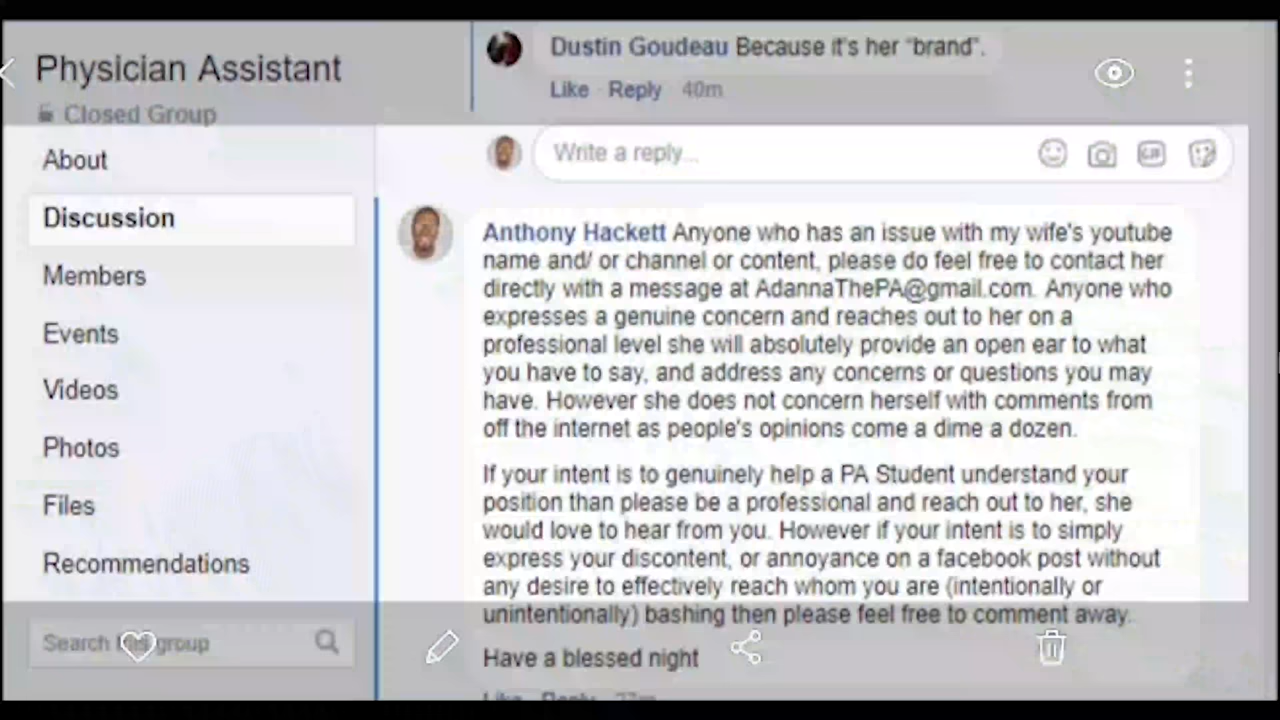 Physician Assistant
Closed Group
About
Discussion
Members
Events
Videos
Photos
Files
Recommendations
Search this group
Dustin Goudeau Because it's her “brand”.
Like · Reply 40m
Write a reply...
GIF
Anthony Hackett Anyone who has an issue with my wife's youtube
name and/ or channel or content, please do feel free to contact her
directly with a message at AdannaThePA@gmail.com. Anyone who
expresses a genuine concern and reaches out to her on a
professional level she will absolutely provide an open ear to what
you have to say, and address any concerns or questions you may
have. However she does not concern herself with comments from
off the internet as people's opinions come a dime a dozen.
If your intent is to genuinely help a PA Student understand your
position than please be a professional and reach out to her, she
would love to hear from you. However if your intent is to simply
express your discontent, or annoyance on a facebook post without
any desire to effectively reach whom you are (intentionally or
unintentionally) bashing then please feel free to comment away.
Have a blessed night
Like · Reply